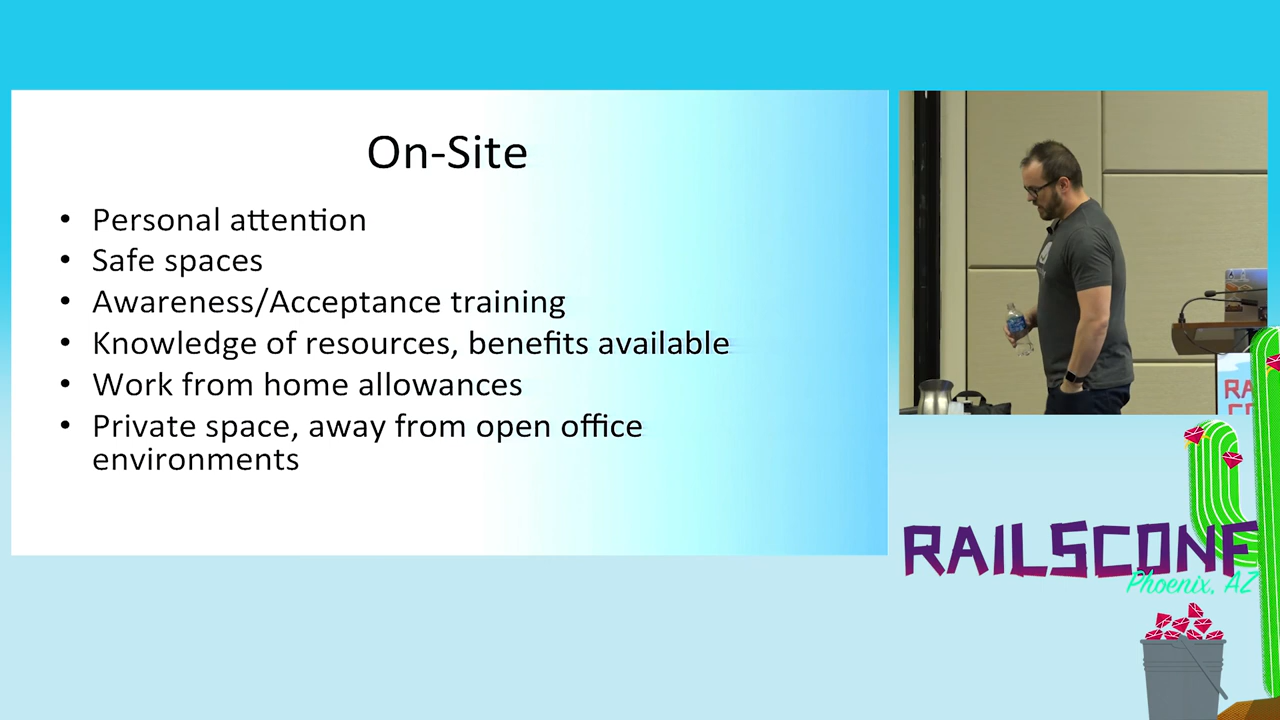 On-Site
• Personal attention
• Safe spaces
• Awareness/Acceptance training
• Knowledge of resources, benefits available
• Work from home allowances
• Private space, away from open office
environments
RAILSCONF
Phoenix, AZ